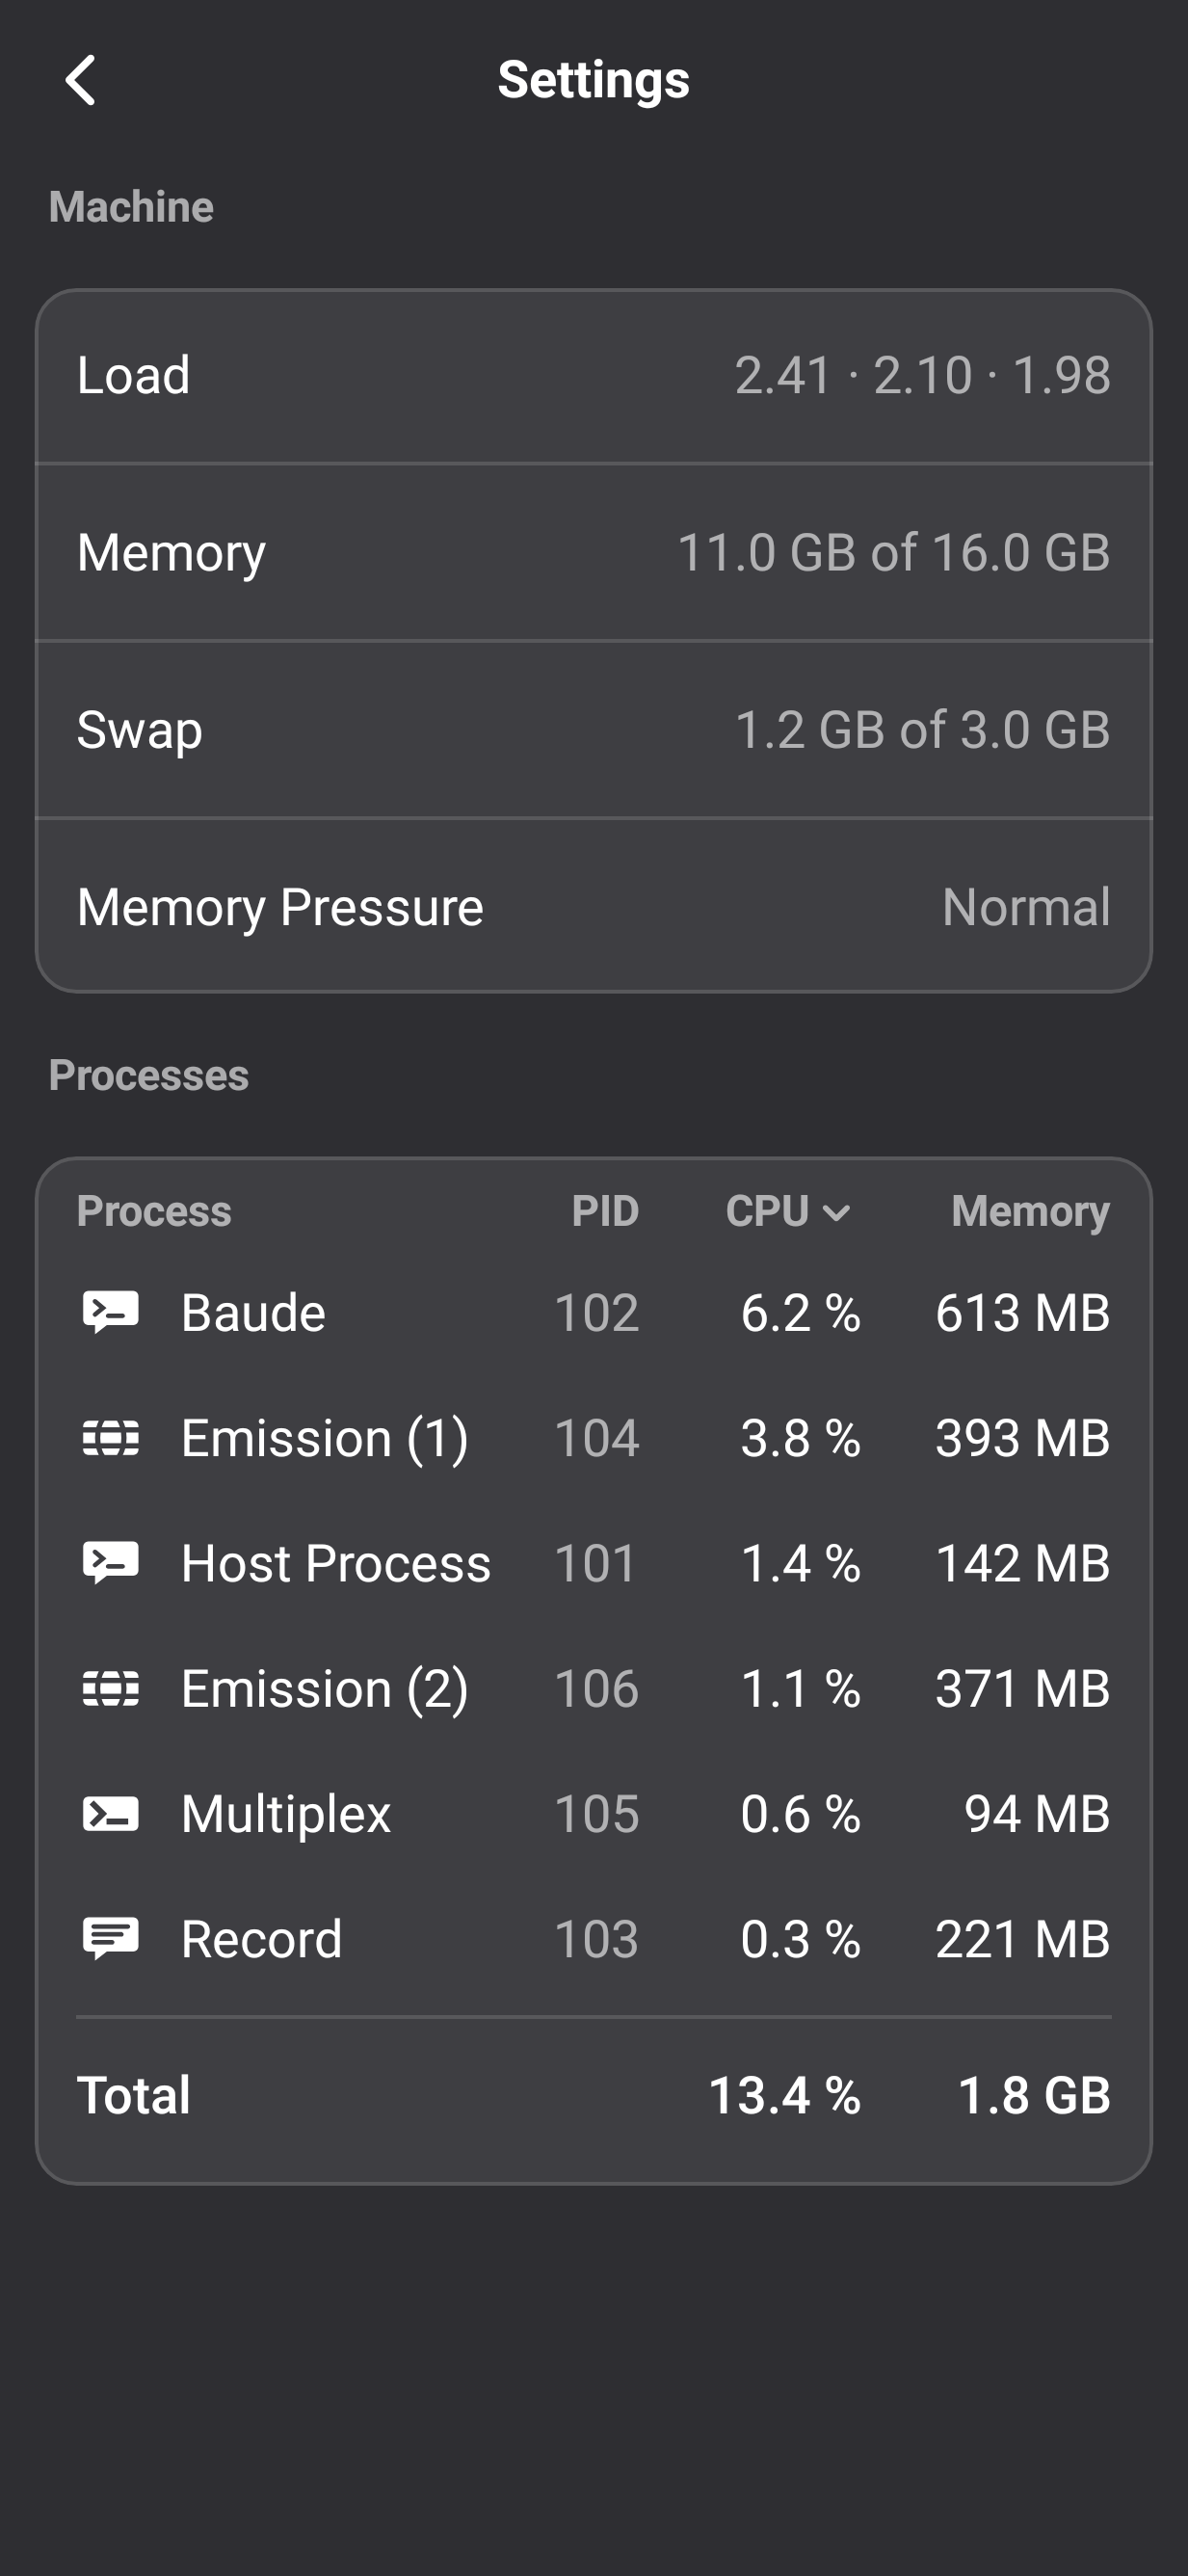 Settings
Machine
Load 2.41 · 2.10 · 1.98
Memory 11.0 GB of 16.0 GB
Swap 1.2 GB of 3.0 GB
Memory Pressure Normal
Processes
Process PID CPU Memory
Baude 102 6.2 % 613 MB
Emission (1) 104 3.8 % 393 MB
Host Process 101 1.4 % 142 MB
Emission (2) 106 1.1 % 371 MB
Multiplex 105 0.6 % 94 MB
Record 103 0.3 % 221 MB
Total 13.4 % 1.8 GB